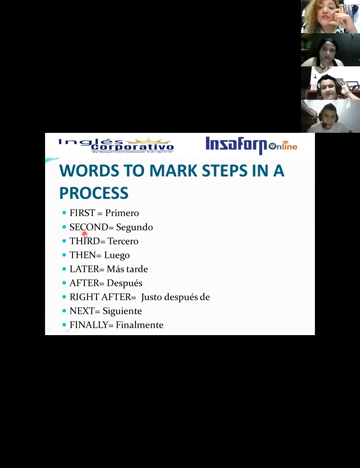 Inglés
corporativo
Insaforp Online
WORDS TO MARK STEPS IN A
PROCESS
FIRST = Primero
SECOND= Segundo
THIRD= Tercero
THEN= Luego
LATER= Más tarde
AFTER= Después
RIGHT AFTER= Justo después de
NEXT= Siguiente
FINALLY= Finalmente